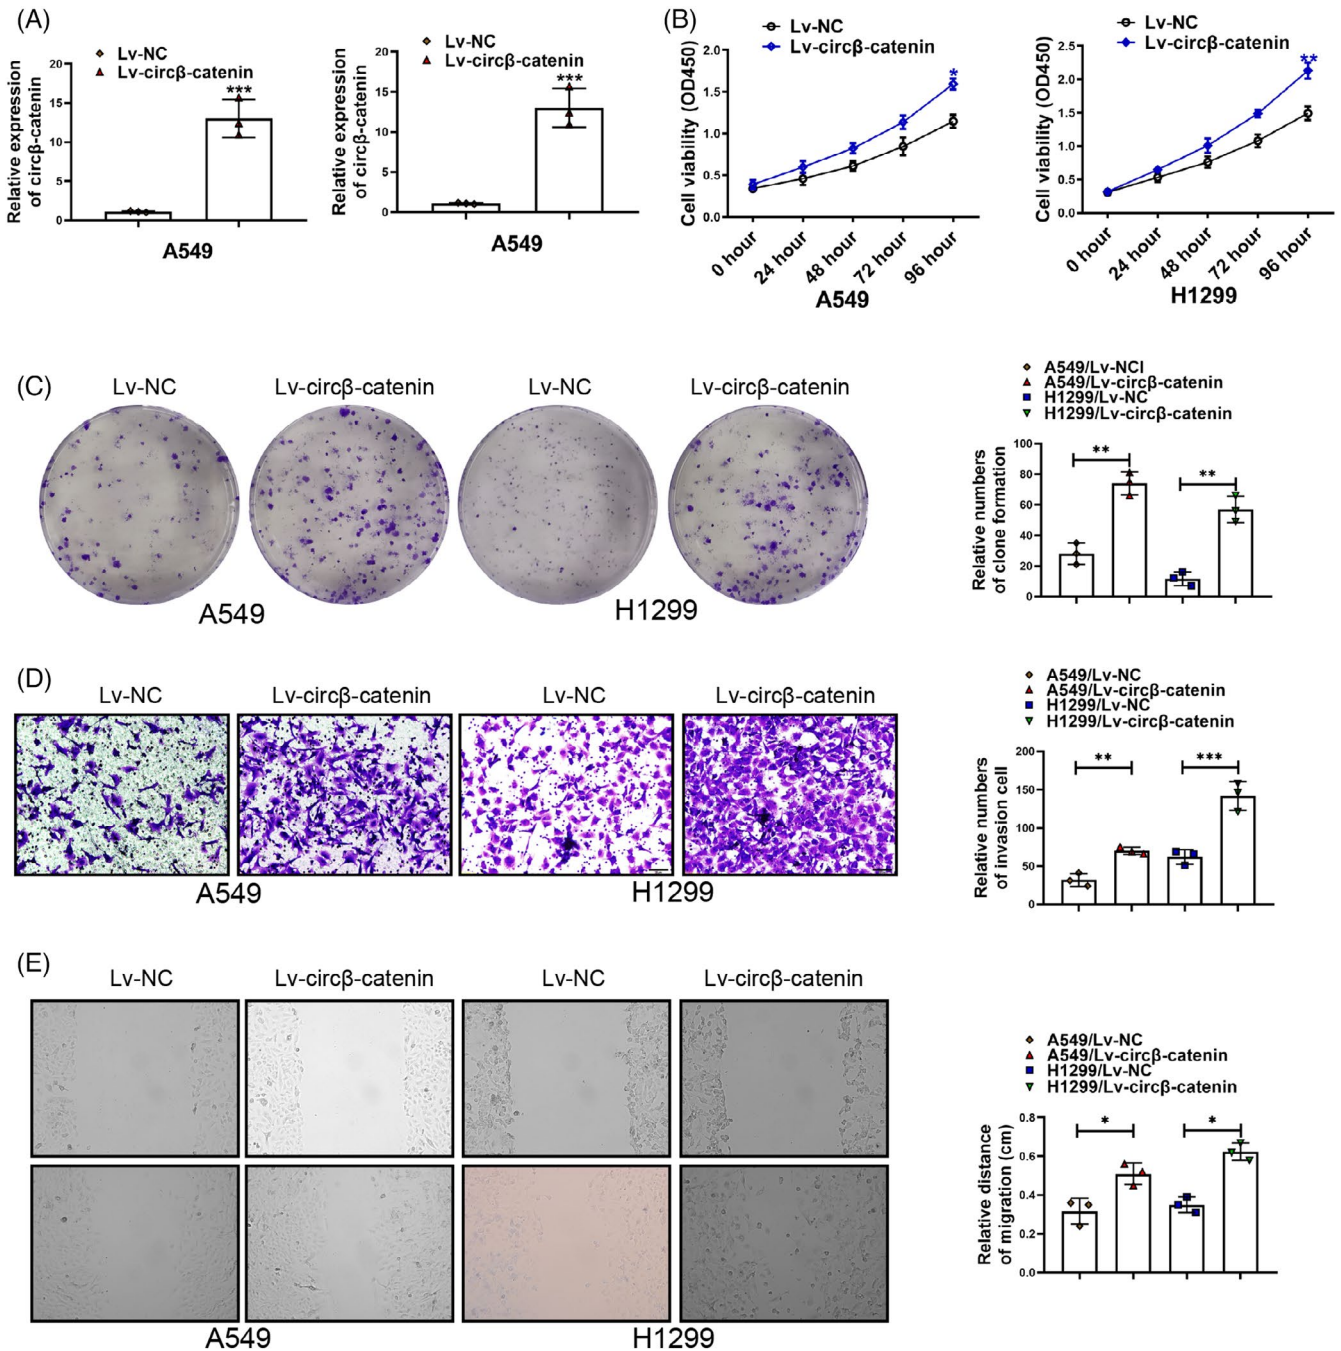 (A)
Lv-NC
Lv-circβ-catenin
Relative expression
of circβ-catenin
20
15
10
5
0
***
A549
Lv-NC
Lv-circβ-catenin
Relative expression
of circβ-catenin
20
15
10
5
0
***
A549
(B)
Lv-NC
Lv-circβ-catenin
Cell viability (OD450)
2.0
1.5
1.0
0.5
0.0
*
0 hour
24 hour
48 hour
72 hour
96 hour
A549
Lv-NC
Lv-circβ-catenin
Cell viability (OD450)
2.5
2.0
1.5
1.0
0.5
0.0
**
0 hour
24 hour
48 hour
72 hour
96 hour
H1299
(C)
Lv-NC
Lv-circβ-catenin
Lv-NC
Lv-circβ-catenin
A549
H1299
A549/Lv-NCI
A549/Lv-circβ-catenin
H1299/Lv-NC
H1299/Lv-circβ-catenin
Relative numbers
of clone formation
100
80
60
40
20
0
**
**
(D)
Lv-NC
Lv-circβ-catenin
Lv-NC
Lv-circβ-catenin
A549
H1299
A549/Lv-NC
A549/Lv-circβ-catenin
H1299/Lv-NC
H1299/Lv-circβ-catenin
Relative numbers
of invasion cell
200
150
100
50
0
**
***
(E)
Lv-NC
Lv-circβ-catenin
Lv-NC
Lv-circβ-catenin
A549
H1299
A549/Lv-NC
A549/Lv-circβ-catenin
H1299/Lv-NC
H1299/Lv-circβ-catenin
Relative distance
of migration (cm)
0.8
0.6
0.4
0.2
0.0
*
*